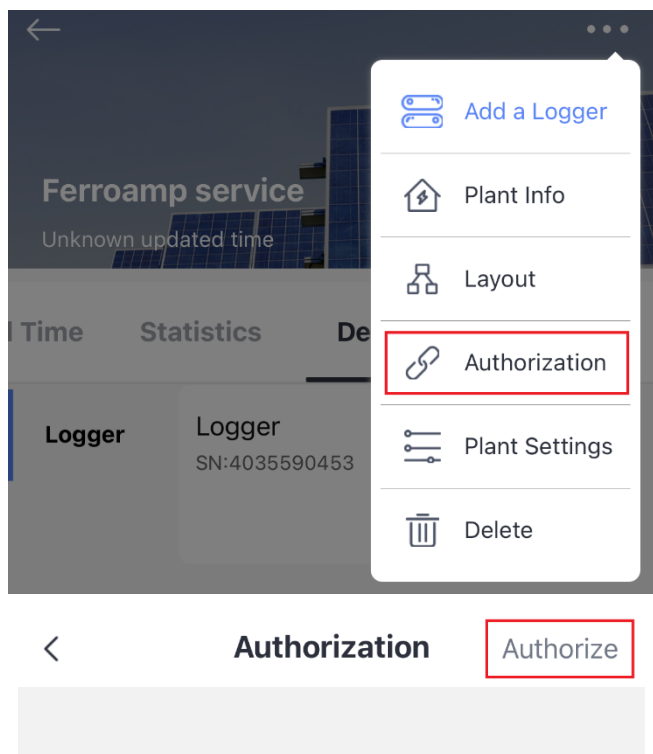 Add a Logger
Ferroamp service
Plant Info
Unknown updated time
Layout
Time Statistics De
Authorization
Logger
Logger
SN:4035590453
Plant Settings
Delete
Authorization Authorize